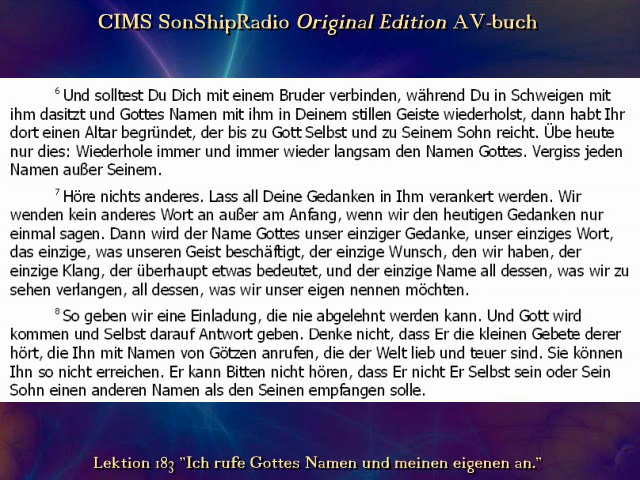 CIMS SonShipRadio Original Edition AV-buch
6 Und solltest Du Dich mit einem Bruder verbinden, während Du in Schweigen mit
ihm dasitzt und Gottes Namen mit ihm in Deinem stillen Geiste wiederholst, dann habt Ihr
dort einen Altar begründet, der bis zu Gott Selbst und zu Seinem Sohn reicht. Übe heute
nur dies: Wiederhole immer und immer wieder langsam den Namen Gottes. Vergiss jeden
Namen außer Seinem.
7 Höre nichts anderes. Lass all Deine Gedanken in Ihm verankert werden. Wir
wenden kein anderes Wort an außer am Anfang, wenn wir den heutigen Gedanken nur
einmal sagen. Dann wird der Name Gottes unser einziger Gedanke, unser einziges Wort,
das einzige, was unseren Geist beschäftigt, der einzige Wunsch, den wir haben, der
einzige Klang, der überhaupt etwas bedeutet, und der einzige Name all dessen, was wir zu
sehen verlangen, all dessen, was wir unser eigen nennen möchten.
8 So geben wir eine Einladung, die nie abgelehnt werden kann. Und Gott wird
kommen und Selbst darauf Antwort geben. Denke nicht, dass Er die kleinen Gebete derer
hört, die Ihn mit Namen von Götzen anrufen, die der Welt lieb und teuer sind. Sie können
Ihn so nicht erreichen. Er kann Bitten nicht hören, dass Er nicht Er Selbst sein oder Sein
Sohn einen anderen Namen als den Seinen empfangen solle.
Lektion 183 "Ich rufe Gottes Namen und meinen eigenen an."